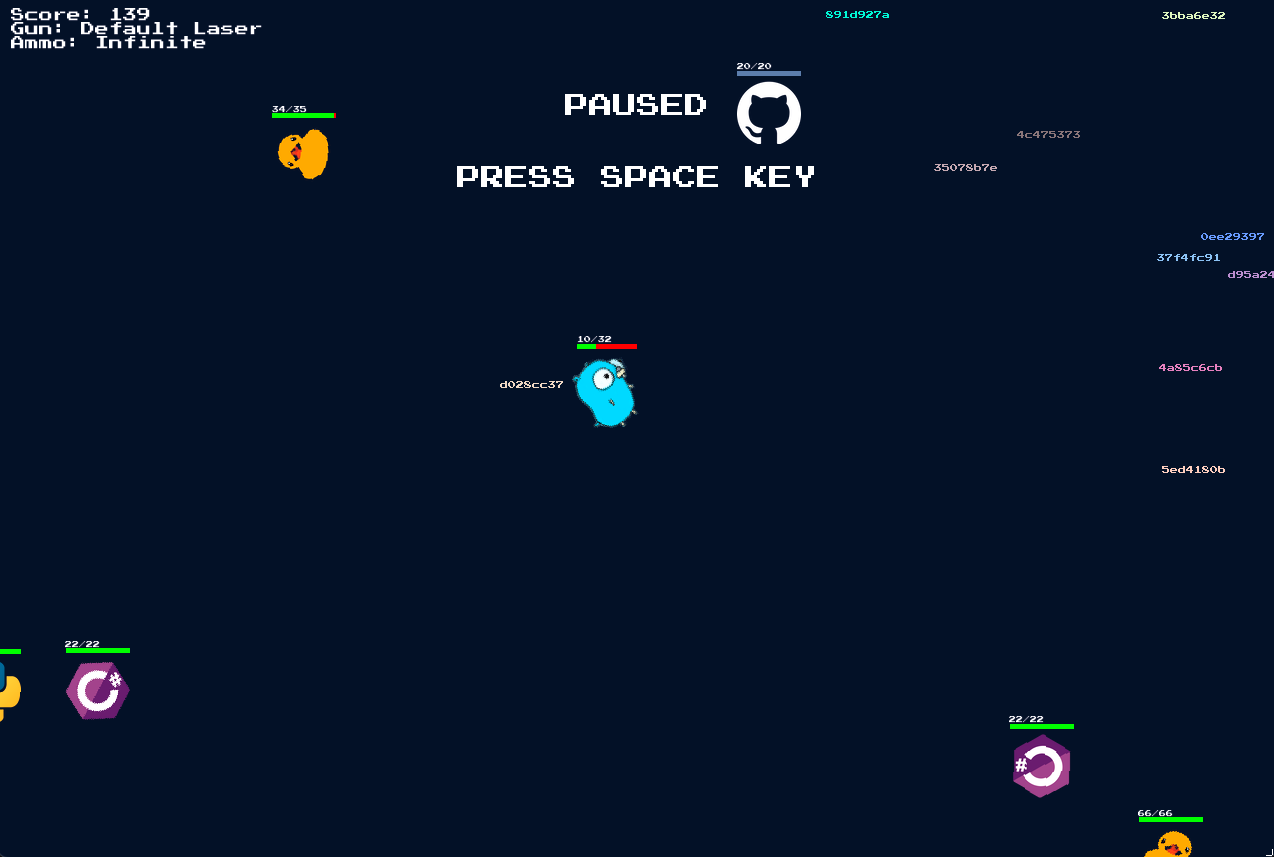 Score: 139
Gun: Default Laser
Ammo: Infinite
891d927a
3bba6e32
20/20
PAUSED
34/35
4c475373
35078b7e
PRESS SPACE KEY
0ee29397
37f4fc91
d95a24
10/32
4a85c6cb
d028cc37
5ed4180b
22/22
#
22/22
#
66/66